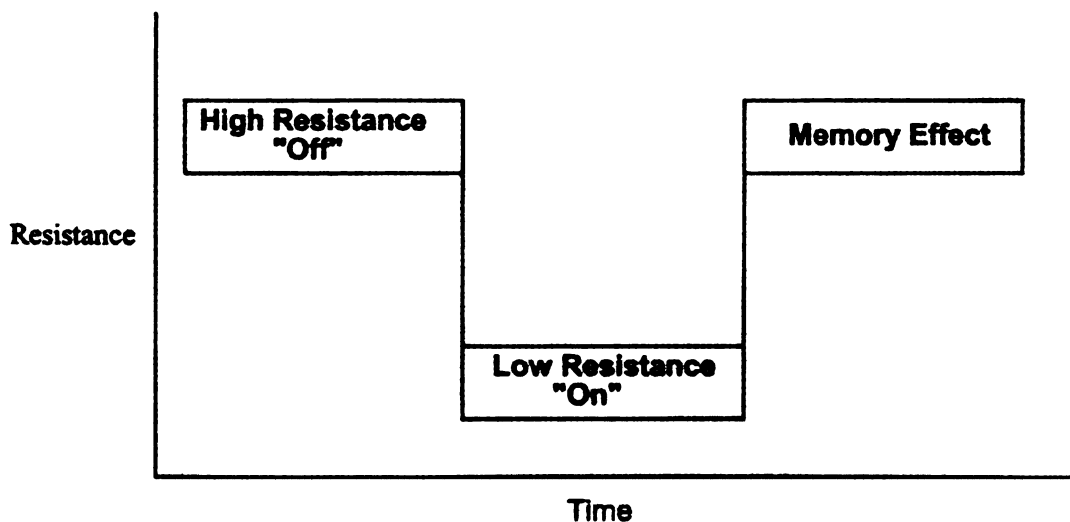 High Resistance
"Off"
Memory Effect
Resistance
Low Resistance
"On"
Time